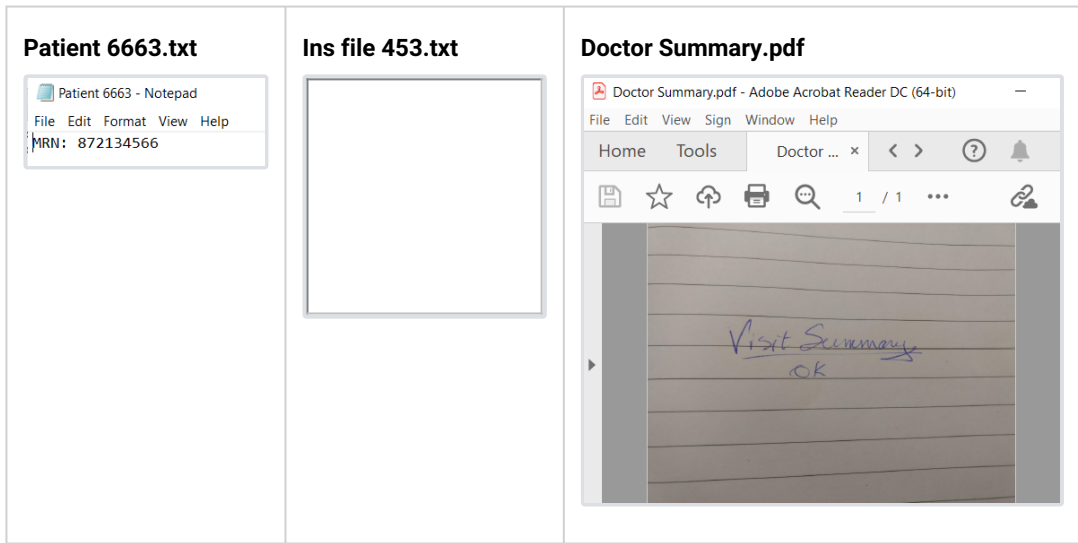 Patient 6663.txt
Patient 6663 - Notepad
File Edit Format View Help
MRN: 872134566
Ins file 453.txt
Doctor Summary.pdf
Doctor Summary.pdf - Adobe Acrobat Reader DC (64-bit)
File Edit View Sign Window Help
Home Tools Doctor ... ×
1 / 1
Visit Summary
OK